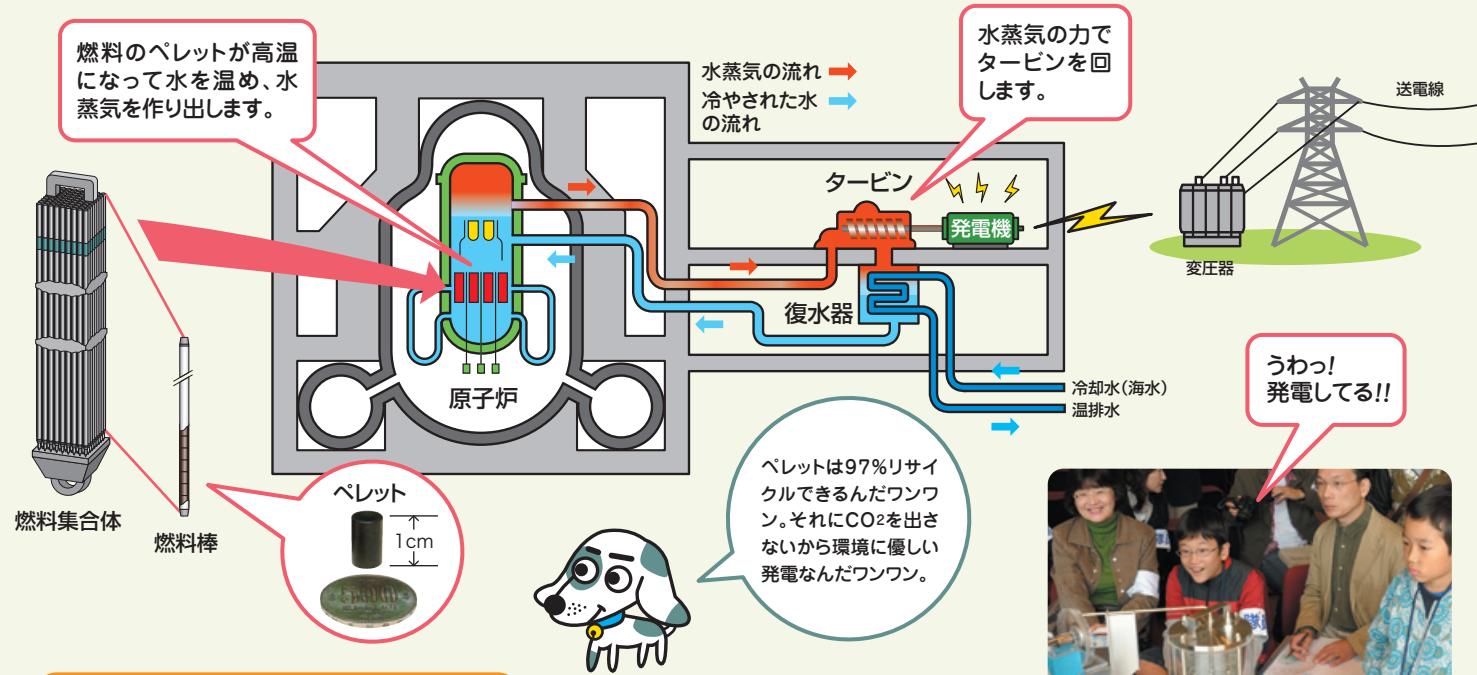 燃料のペレットが高温
になって水を温め、水
蒸気を作り出します。
水蒸気の流れ
冷やされた水
の流れ
水蒸気の力で
タービンを回
します。
送電線
タービン
発電機
変圧器
復水器
原子炉
冷却水(海水)
温排水
うわっ!
発電してる!!
燃料集合体
燃料棒
ペレット
1cm
ペレットは97%リサイ
クルできるんだワンワ
ン。それにCO2を出さ
ないから環境に優しい
発電なんだワンワン。
隊